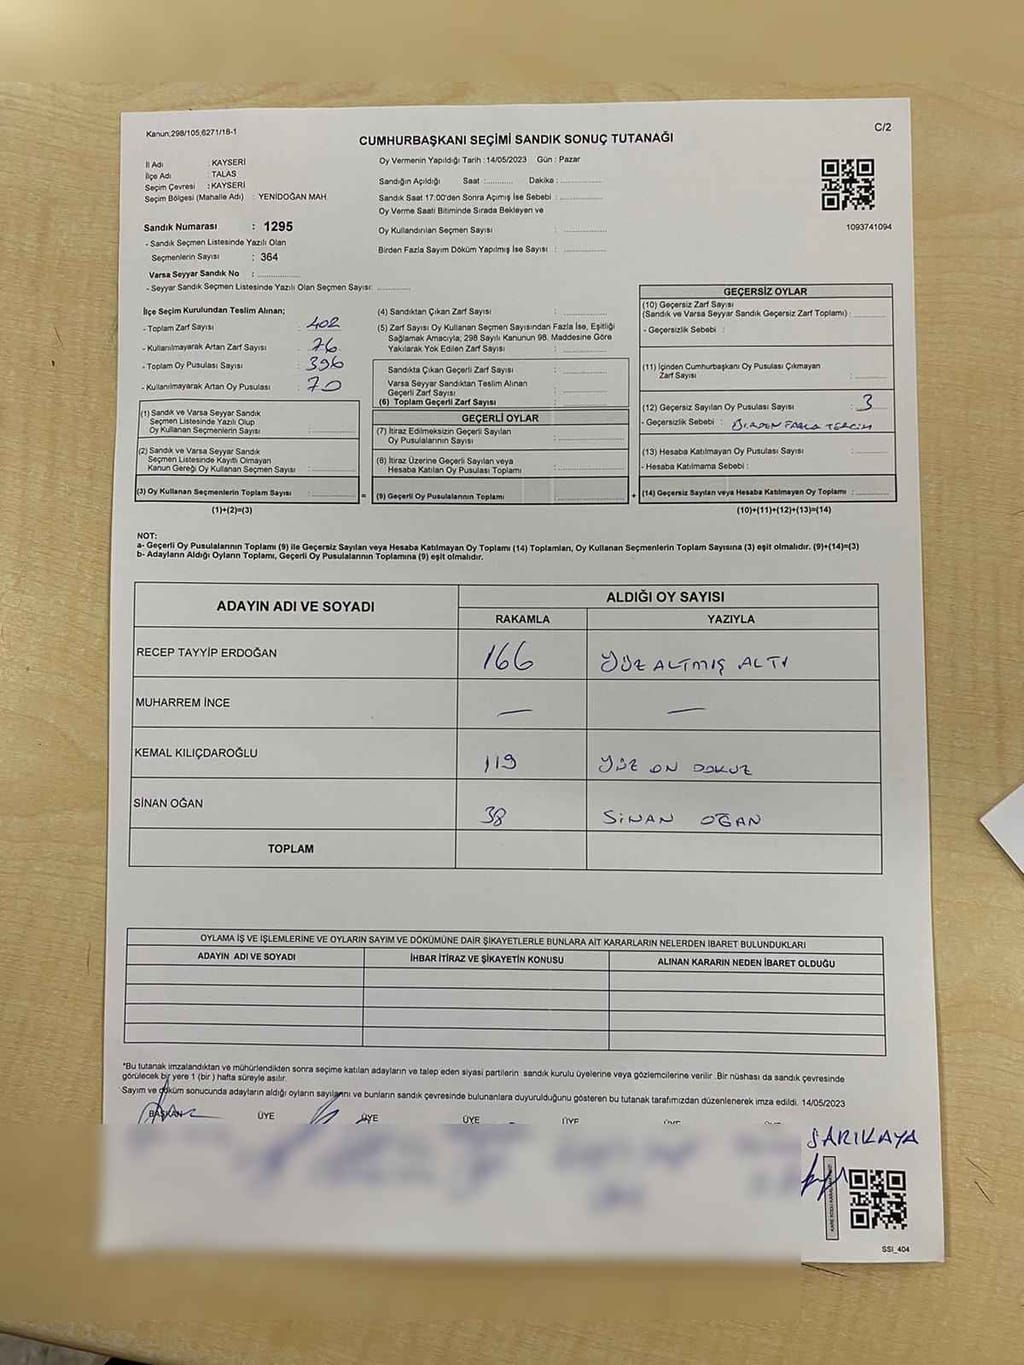 Kanun;298/105;6271/18-1
C/2
CUMHURBAŞKANI SEÇİMİ SANDIK SONUÇ TUTANAĞI
İl Adı : KAYSERİ
İlçe Adı : TALAS
Seçim Çevresi : KAYSERİ
Seçim Bölgesi (Mahalle Adı) : YENİDOĞAN MAH
Sandık Numarası : 1295
- Sandık Seçmen Listesinde Yazılı Olan
Seçmenlerin Sayısı : 364
Varsa Seyyar Sandık No :
- Seyyar Sandık Seçmen Listesinde Yazılı Olan Seçmen Sayısı:
Oy Vermenin Yapıldığı Tarih : 14/05/2023 Gün : Pazar
Sandığın Açıldığı Saat : Dakika :
Sandık Saat 17:00'den Sonra Açımış İse Sebebi :
Oy Verme Saati Bitiminde Sırada Bekleyen ve
Oy Kullandırılan Seçmen Sayısı :
Birden Fazla Sayım Döküm Yapılmış İse Sayısı :
1093741094
İlçe Seçim Kurulundan Teslim Alınan;
- Toplam Zarf Sayısı : 402
- Kullanılmayarak Artan Zarf Sayısı : 76
- Toplam Oy Pusulası Sayısı : 396
- Kullanılmayarak Artan Oy Pusulası : 70
(1) Sandık ve Varsa Seyyar Sandık
Seçmen Listesinde Yazılı Olup
Oy Kullanan Seçmenlerin Sayısı :
(2) Sandık ve Varsa Seyyar Sandık
Seçmen Listesinde Kayıtlı Olmayan
Kanun Gereği Oy Kullanan Seçmen Sayısı :
(3) Oy Kullanan Seçmenlerin Toplam Sayısı :
(1)+(2)=(3)
(4) Sandıktan Çıkan Zarf Sayısı :
(5) Zarf Sayısı Oy Kullanan Seçmen Sayısından Fazla İse, Eşitliği
Sağlamak Amacıyla; 298 Sayılı Kanunun 98. Maddesine Göre
Yakılarak Yok Edilen Zarf Sayısı :
Sandıkta Çıkan Geçerli Zarf Sayısı :
Varsa Seyyar Sandıktan Teslim Alınan
Geçerli Zarf Sayısı :
(6) Toplam Geçerli Zarf Sayısı :
GEÇERLİ OYLAR
(7) İtiraz Edilmeksizin Geçerli Sayılan
Oy Pusulalarının Sayısı :
(8) İtiraz Üzerine Geçerli Sayılan veya
Hesaba Katılan Oy Pusulası Toplamı :
= (9) Geçerli Oy Pusulalarının Toplamı :
GEÇERSİZ OYLAR
(10) Geçersiz Zarf Sayısı
(Sandık ve Varsa Seyyar Sandık Geçersiz Zarf Toplamı) :
- Geçersizlik Sebebi :
(11) İçinden Cumhurbaşkanı Oy Pusulası Çıkmayan
Zarf Sayısı :
(12) Geçersiz Sayılan Oy Pusulası Sayısı : 3
- Geçersizlik Sebebi : BİRDEN FAZLA TERCİH
(13) Hesaba Katılmayan Oy Pusulası Sayısı :
- Hesaba Katılmama Sebebi :
+ (14) Geçersiz Sayılan veya Hesaba Katılmayan Oy Toplamı :
(10)+(11)+(12)+(13)=(14)
NOT:
a- Geçerli Oy Pusulalarının Toplamı (9) ile Geçersiz Sayılan veya Hesaba Katılmayan Oy Toplamı (14) Toplamları, Oy Kullanan Seçmenlerin Toplam Sayısına (3) eşit olmalıdır. (9)+(14)=(3)
b- Adayların Aldığı Oyların Toplamı, Geçerli Oy Pusulalarının Toplamına (9) eşit olmalıdır.
ADAYIN ADI VE SOYADI
ALDIĞI OY SAYISI
RAKAMLA YAZIYLA
RECEP TAYYİP ERDOĞAN 166 YÜZ ALTMIŞ ALTI
MUHARREM İNCE — —
KEMAL KILIÇDAROĞLU 119 YÜZ ON DOKUZ
SİNAN OĞAN 38 SİNAN OĞAN
TOPLAM
OYLAMA İŞ VE İŞLEMLERİNE VE OYLARIN SAYIM VE DÖKÜMÜNE DAİR ŞİKAYETLERLE BUNLARA AİT KARARLARIN NELERDEN İBARET BULUNDUKLARI
ADAYIN ADI VE SOYADI İHBAR İTİRAZ VE ŞİKAYETİN KONUSU ALINAN KARARIN NEDEN İBARET OLDUĞU
*Bu tutanak imzalandıktan ve mühürlendikten sonra seçime katılan adayların ve talep eden siyasi partilerin sandık kurulu üyelerine veya gözlemcilerine verilir. Bir nüshası da sandık çevresinde
görülecek bir yere 1 (bir) hafta süreyle asılır.
Sayım ve döküm sonucunda adayların aldığı oyların sayılarını ve bunların sandık çevresinde bulunanlara duyurulduğunu gösteren bu tutanak tarafımızdan düzenlenerek imza edildi. 14/05/2023
BAŞKAN ÜYE ÜYE ÜYE ÜYE
SARIKAYA
SSI_404